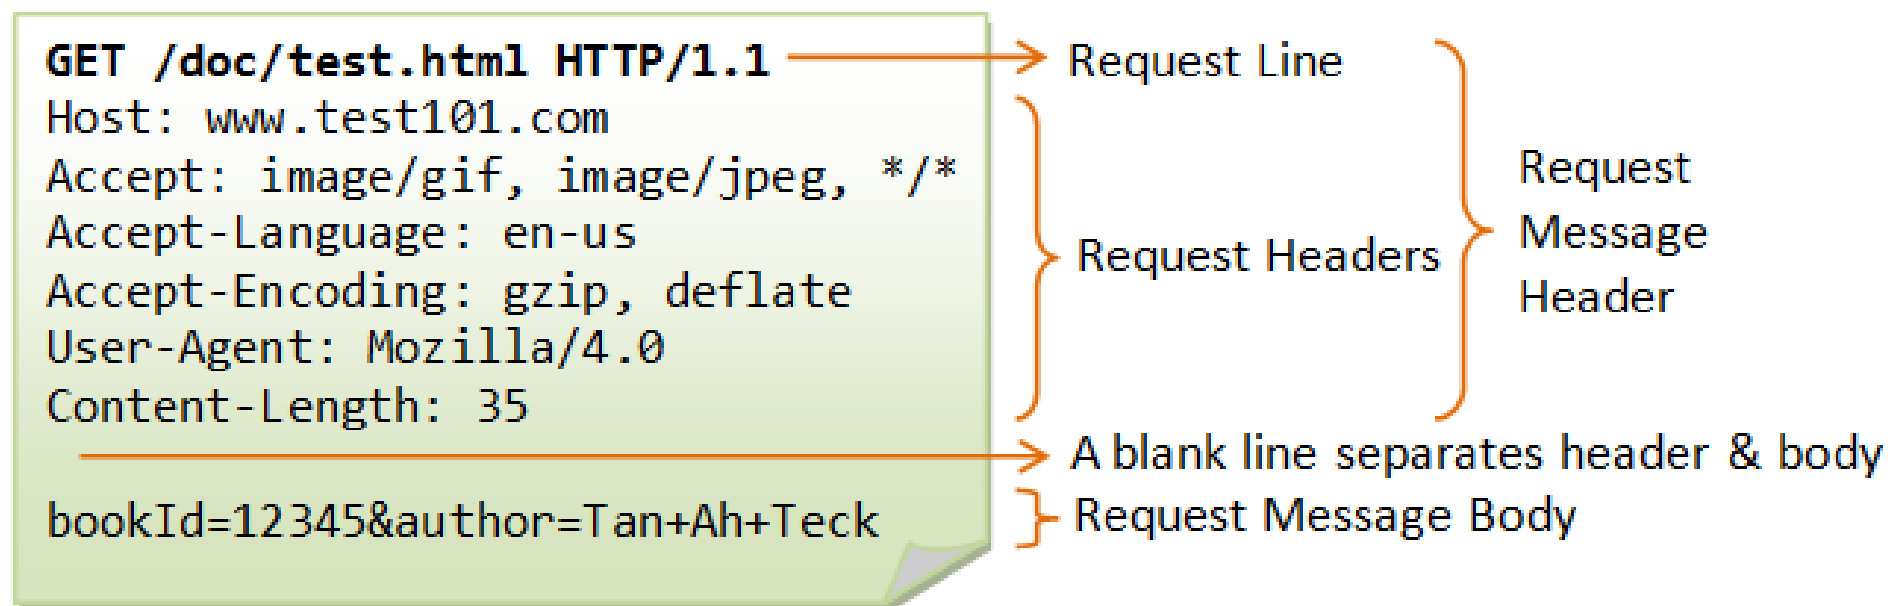 GET /doc/test.html HTTP/1.1
Host: www.test101.com
Accept: image/gif, image/jpeg, */*
Accept-Language: en-us
Accept-Encoding: gzip, deflate
User-Agent: Mozilla/4.0
Content-Length: 35
bookId=12345&author=Tan+Ah+Teck
Request Line
Request Headers
Request
Message
Header
A blank line separates header & body
Request Message Body